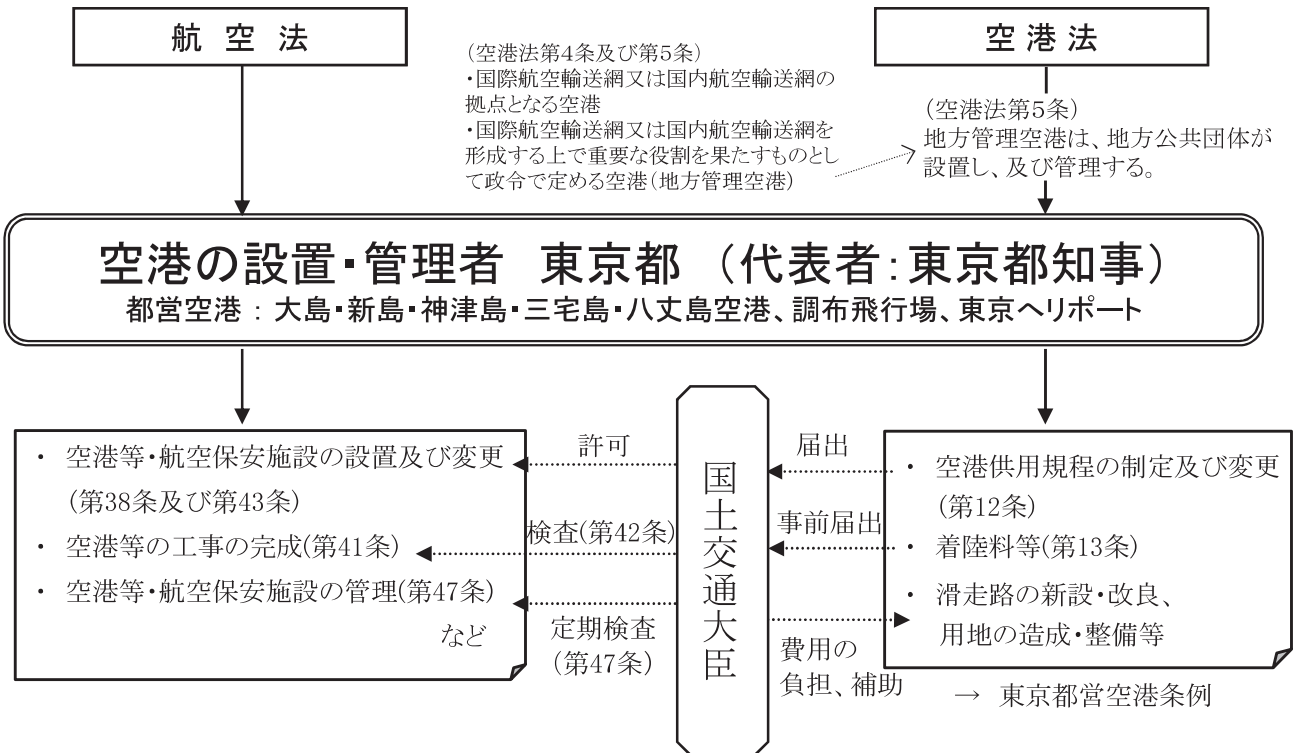 航空法
空港法
(空港法第4条及び第5条)
・国際航空輸送網又は国内航空輸送網の
拠点となる空港
・国際航空輸送網又は国内航空輸送網を
形成する上で重要な役割を果たすものとし
て政令で定める空港(地方管理空港)
(空港法第5条)
地方管理空港は、地方公共団体が
設置し、及び管理する。
空港の設置・管理者 東京都 (代表者:東京都知事)
都営空港 : 大島・新島・神津島・三宅島・八丈島空港、調布飛行場、東京ヘリポート
・ 空港等・航空保安施設の設置及び変更
(第38条及び第43条)
・ 空港等の工事の完成(第41条)
・ 空港等・航空保安施設の管理(第47条)
など
許可
検査(第42条)
定期検査
(第47条)
国土交通大臣
届出
事前届出
費用の
負担、補助
・ 空港供用規程の制定及び変更
(第12条)
・ 着陸料等(第13条)
・ 滑走路の新設・改良、
用地の造成・整備等
→ 東京都営空港条例